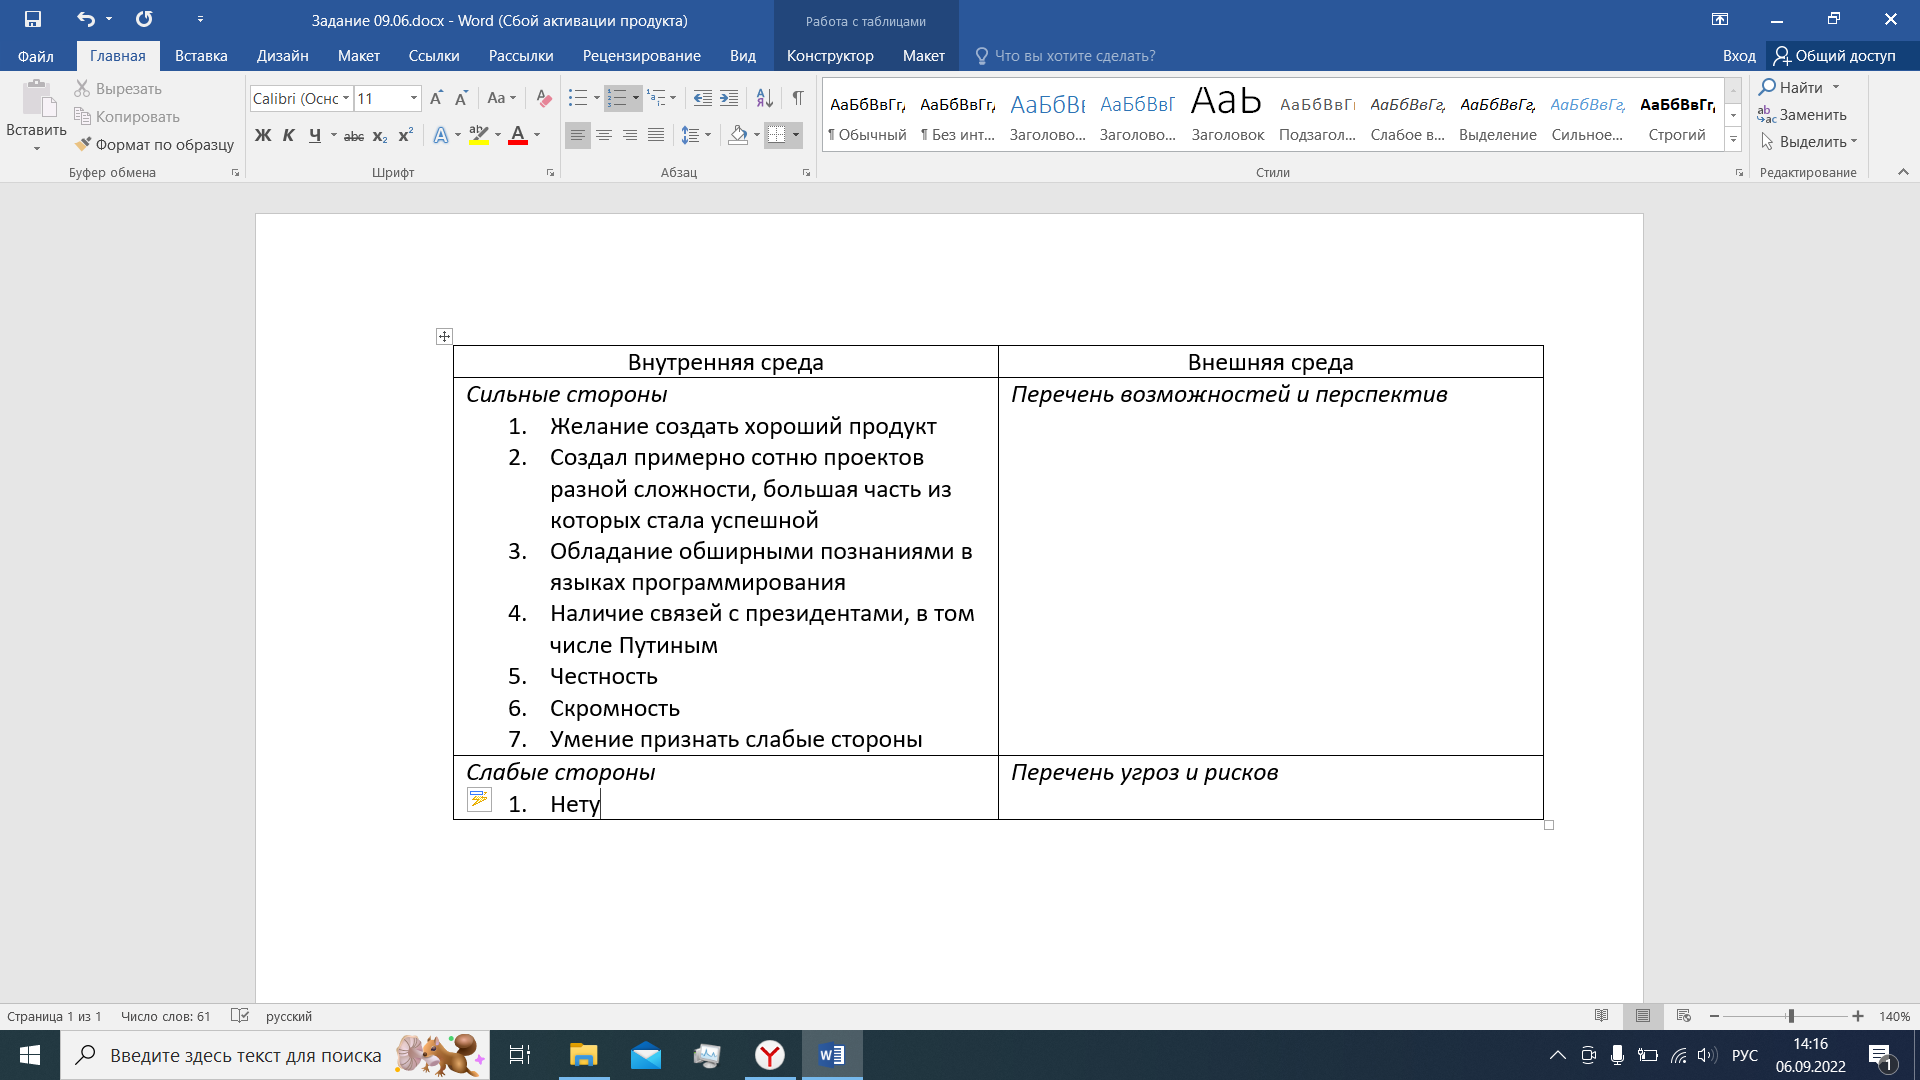 Задание 09.06.docx - Word (Сбой активации продукта)
Работа с таблицами
Файл Главная Вставка Дизайн Макет Ссылки Рассылки Рецензирование Вид Конструктор Макет Что вы хотите сделать? Вход Общий доступ
Вставить
Вырезать
Копировать
Формат по образцу
Буфер обмена
Calibri (Оснс 11
Ж К Ч abc x₂ x²
Шрифт
Абзац
АаБбВвГг, АаБбВвГг, АаБбВ АаБбВвГ АаЬ АаБбВвГ АаБбВвГг, АаБбВвГг, АаБбВвГг, АаБбВвГг,
¶ Обычный ¶ Без инт... Заголово... Заголово... Заголовок Подзагол... Слабое в... Выделение Сильное... Строгий
Стили
Найти
Заменить
Выделить
Редактирование
Внутренняя среда Внешняя среда
Сильные стороны Перечень возможностей и перспектив
1. Желание создать хороший продукт
2. Создал примерно сотню проектов
разной сложности, большая часть из
которых стала успешной
3. Обладание обширными познаниями в
языках программирования
4. Наличие связей с президентами, в том
числе Путиным
5. Честность
6. Скромность
7. Умение признать слабые стороны
Слабые стороны Перечень угроз и рисков
1. Нету
Страница 1 из 1 Число слов: 61 русский 140%
Введите здесь текст для поиска
РУС
14:16
06.09.2022
1